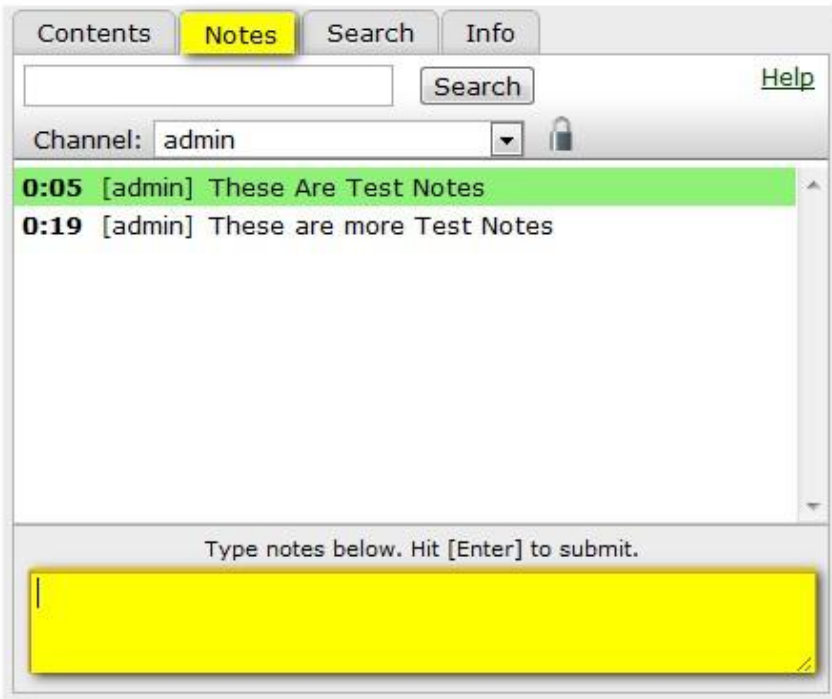 Contents Notes Search Info
Search Help
Channel: admin
0:05 [admin] These Are Test Notes
0:19 [admin] These are more Test Notes
Type notes below. Hit [Enter] to submit.